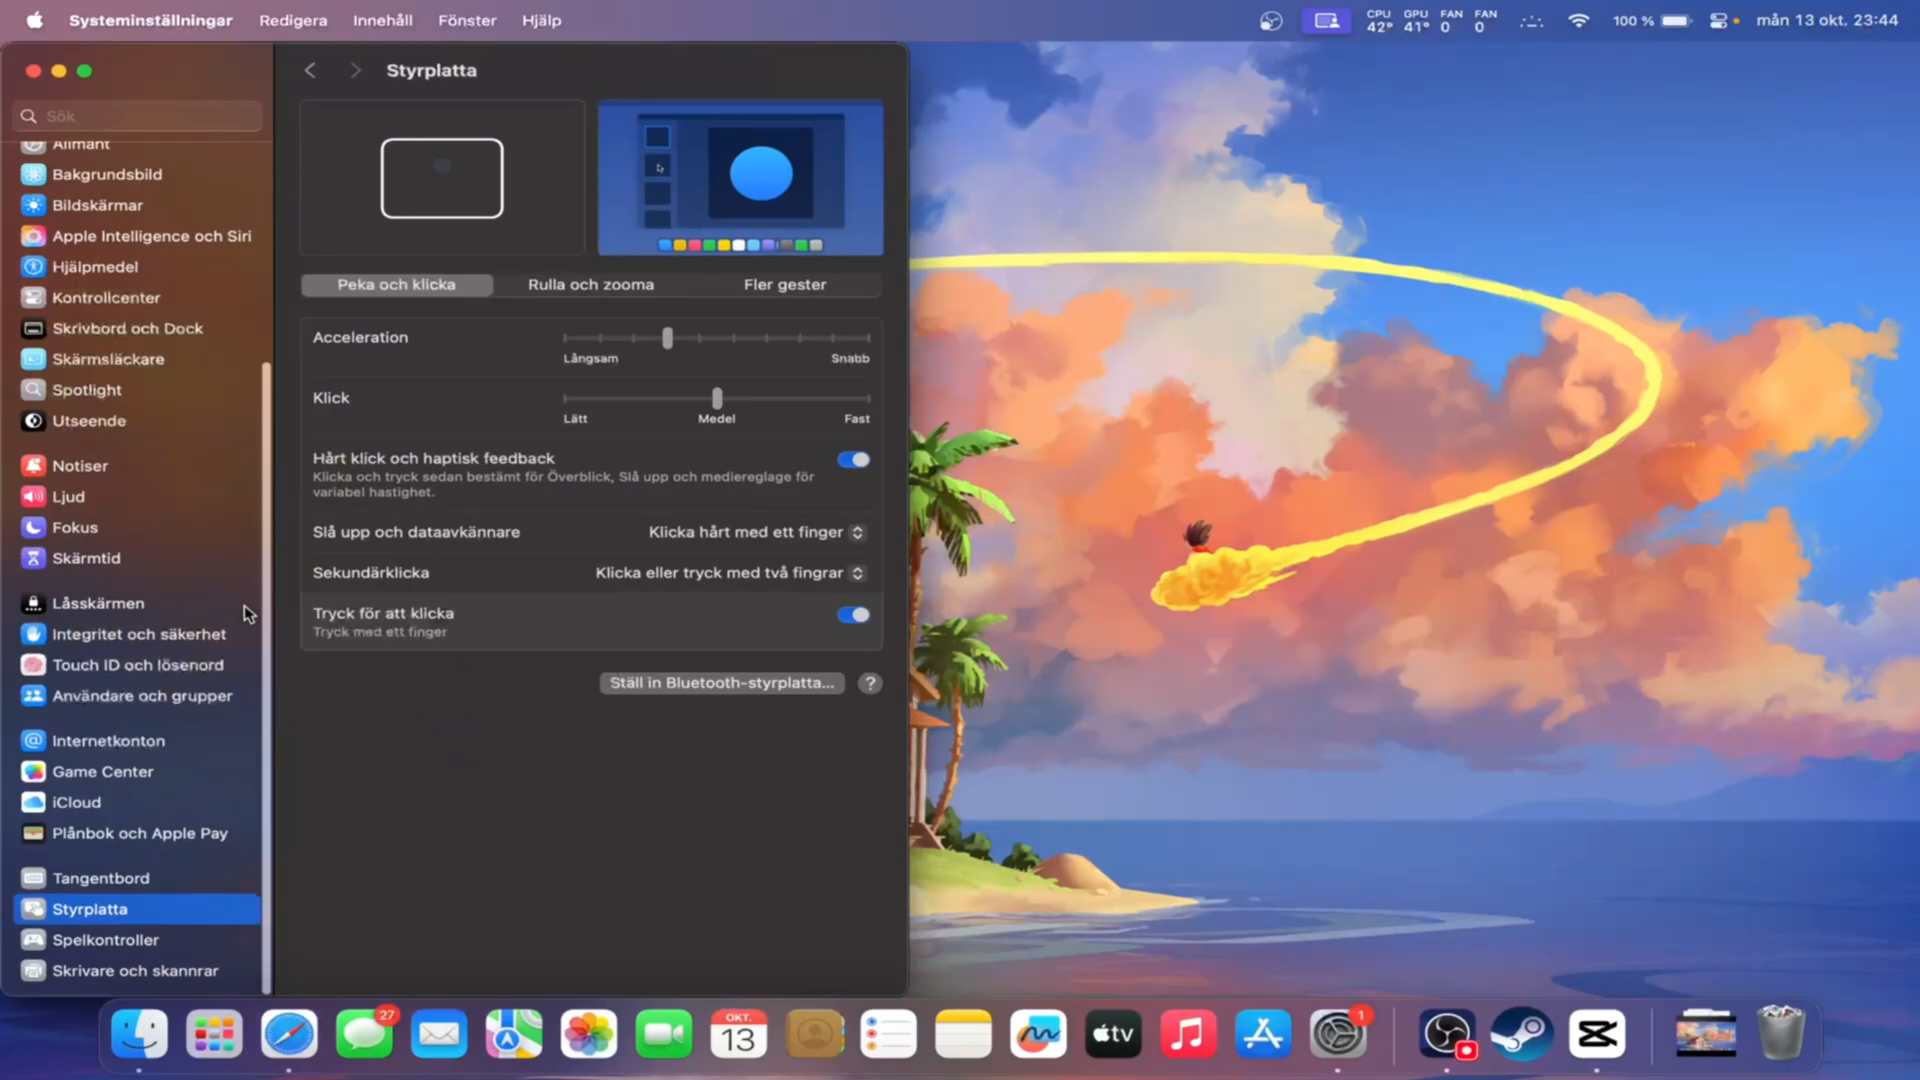 Systeminställningar Redigera Innehåll Fönster Hjälp
CPU 42° GPU 41° FAN 0 FAN 0 100 % mån 13 okt. 23:44
Styrplatta
Sök
Allmänt
Bakgrundsbild
Bildskärmar
Apple Intelligence och Siri
Hjälpmedel
Kontrollcenter
Skrivbord och Dock
Skärmsläckare
Spotlight
Utseende
Notiser
Ljud
Fokus
Skärmtid
Låsskärmen
Integritet och säkerhet
Touch ID och lösenord
Användare och grupper
Internetkonton
Game Center
iCloud
Plånbok och Apple Pay
Tangentbord
Styrplatta
Spelkontroller
Skrivare och skannrar
Peka och klicka Rulla och zooma Fler gester
Acceleration
Långsam Snabb
Klick
Lätt Medel Fast
Hårt klick och haptisk feedback
Klicka och tryck sedan bestämt för Överblick, Slå upp och mediereglage för
variabel hastighet.
Slå upp och dataavkännare Klicka hårt med ett finger
Sekundärklicka Klicka eller tryck med två fingrar
Tryck för att klicka
Tryck med ett finger
Ställ in Bluetooth-styrplatta... ?
27
OKT.
13
tv
1